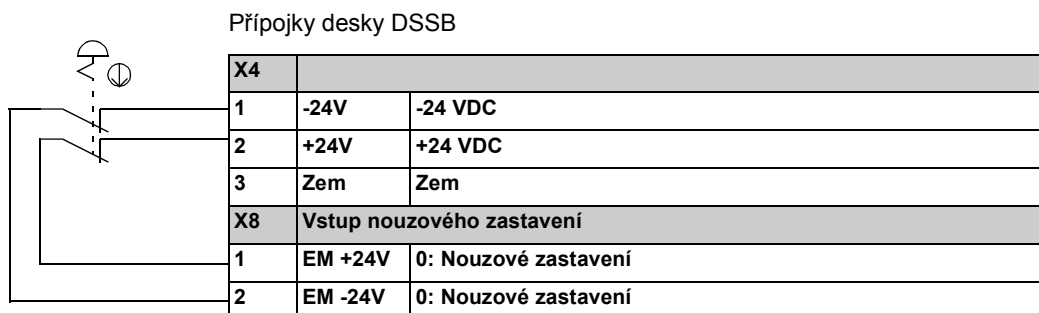 Přípojky desky DSSB
X4
1 -24V -24 VDC
2 +24V +24 VDC
3 Zem Zem
X8 Vstup nouzového zastavení
1 EM +24V 0: Nouzové zastavení
2 EM -24V 0: Nouzové zastavení